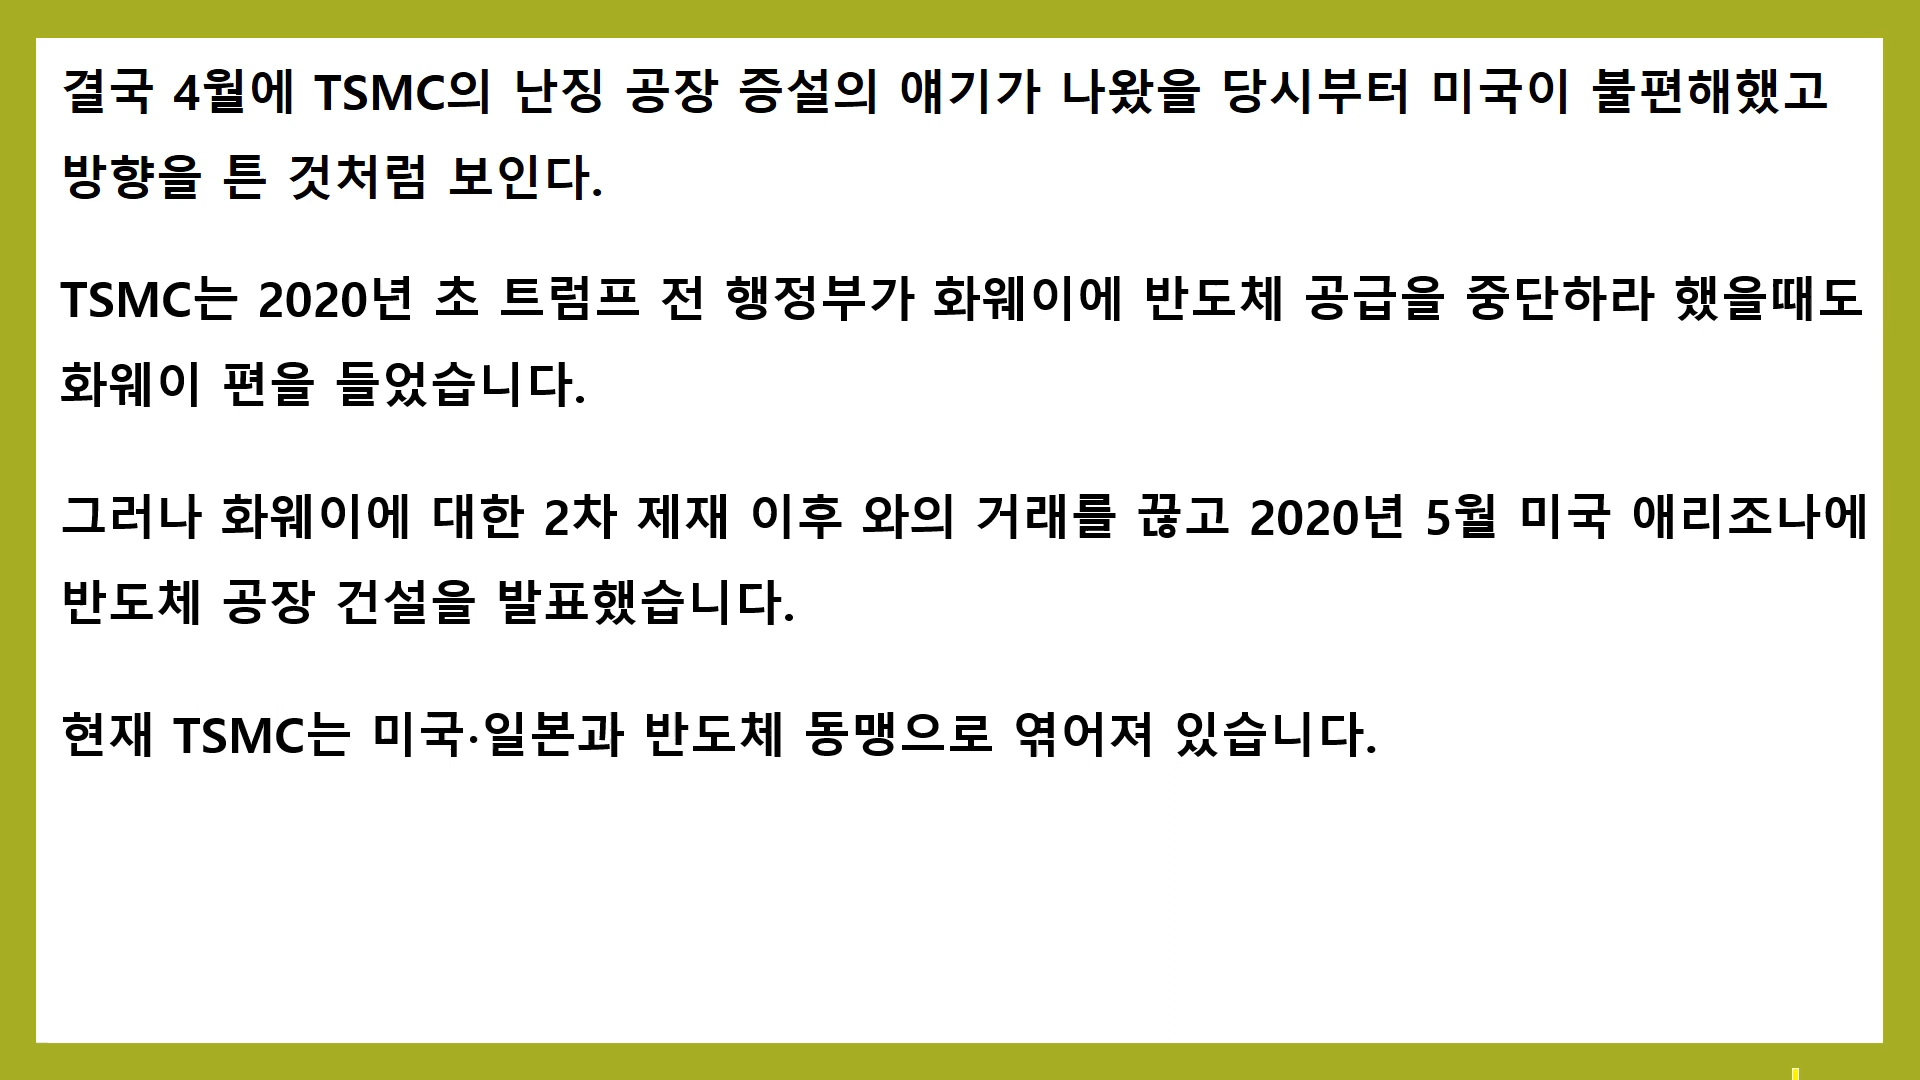 결국 4월에 TSMC의 난징 공장 증설의 얘기가 나왔을 당시부터 미국이 불편해했고
방향을 튼 것처럼 보인다.
TSMC는 2020년 초 트럼프 전 행정부가 화웨이에 반도체 공급을 중단하라 했을때도
화웨이 편을 들었습니다.
그러나 화웨이에 대한 2차 제재 이후 와의 거래를 끊고 2020년 5월 미국 애리조나에
반도체 공장 건설을 발표했습니다.
현재 TSMC는 미국·일본과 반도체 동맹으로 엮어져 있습니다.